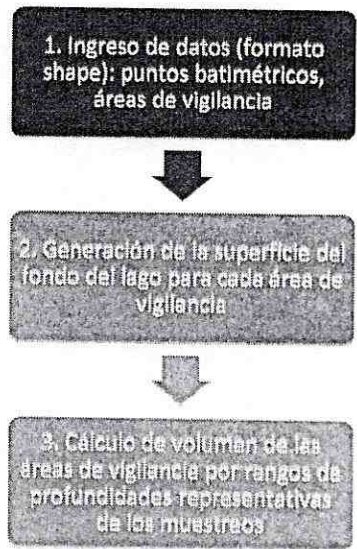 1. Ingreso de datos (formato
shape): puntos batimétricos,
áreas de vigilancia
2. Generación de la superficie del
fondo del lago para cada área de
vigilancia
3. Cálculo de volumen de las
áreas de vigilancia por rangos de
profundidades representativas
de los muestreos